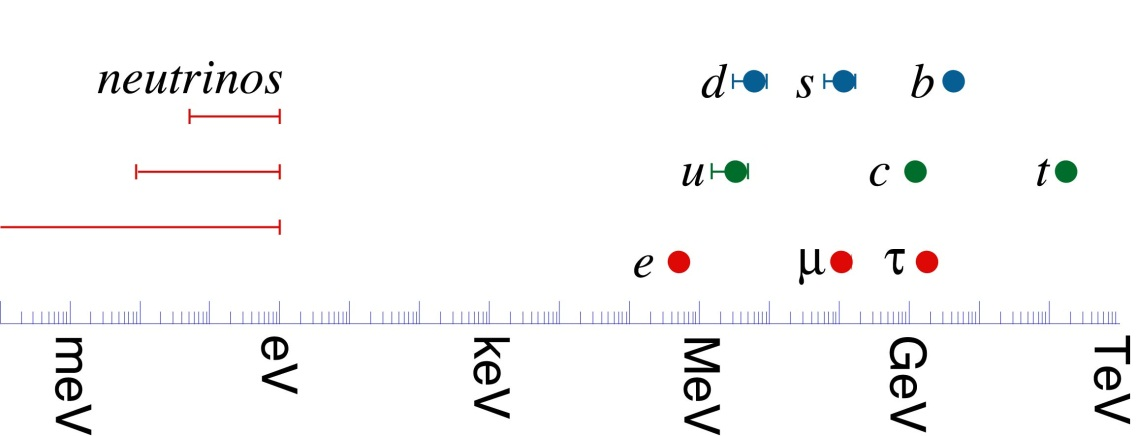 neutrinos
d s b
u c t
e μ τ
meV eV keV MeV GeV TeV